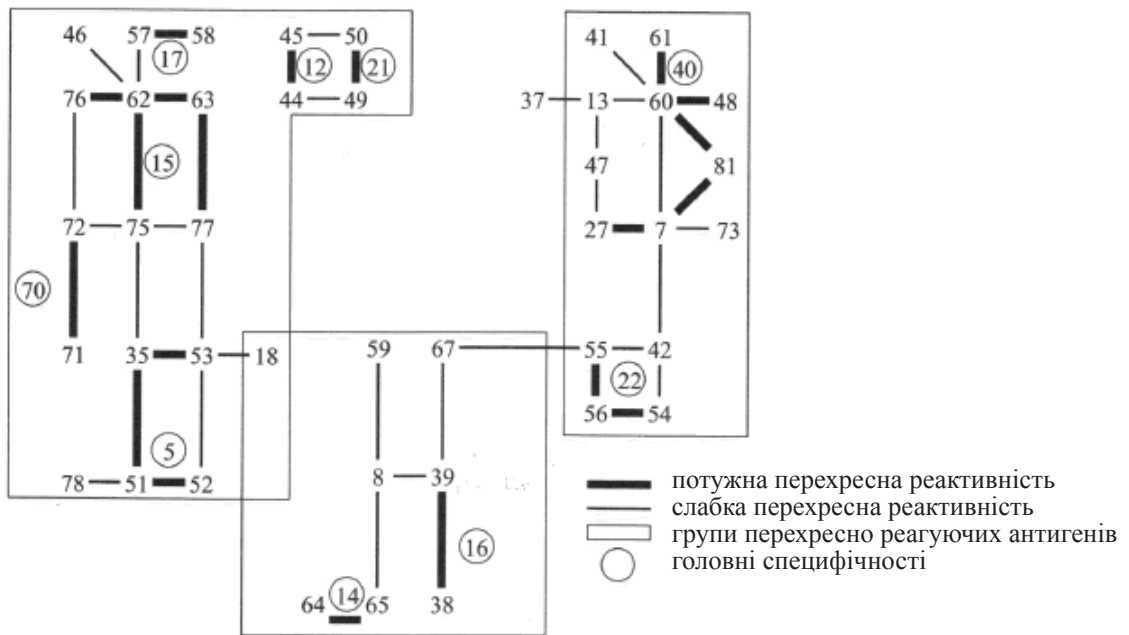 46 57 58 45 50 41 61
17 12 21 40
76 62 63 44 49 37 13 60 48
15 47 81
72 75 77 27 7 73
70
71 35 53 18 59 67 55 42
22
56 54
5
78 51 52 8 39
потужна перехресна реактивність
слабка перехресна реактивність
групи перехресно реагуючих антигенів
головні специфічності
16
14
64 65 38